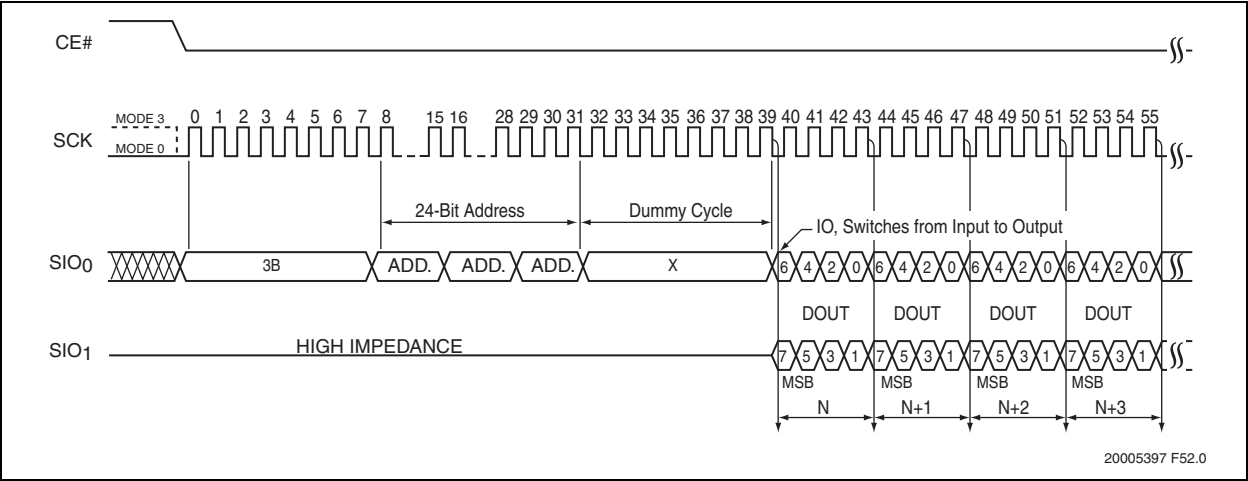 CE#
MODE 3
0 1 2 3 4 5 6 7 8 15 16 28 29 30 31 32 33 34 35 36 37 38 39 40 41 42 43 44 45 46 47 48 49 50 51 52 53 54 55
SCK
MODE 0
24-Bit Address Dummy Cycle
IO, Switches from Input to Output
SIO0 3B ADD. ADD. ADD. X 6 4 2 0 6 4 2 0 6 4 2 0 6 4 2 0
DOUT DOUT DOUT DOUT
SIO1 HIGH IMPEDANCE 7 5 3 1 7 5 3 1 7 5 3 1 7 5 3 1
MSB MSB MSB MSB
N N+1 N+2 N+3
20005397 F52.0